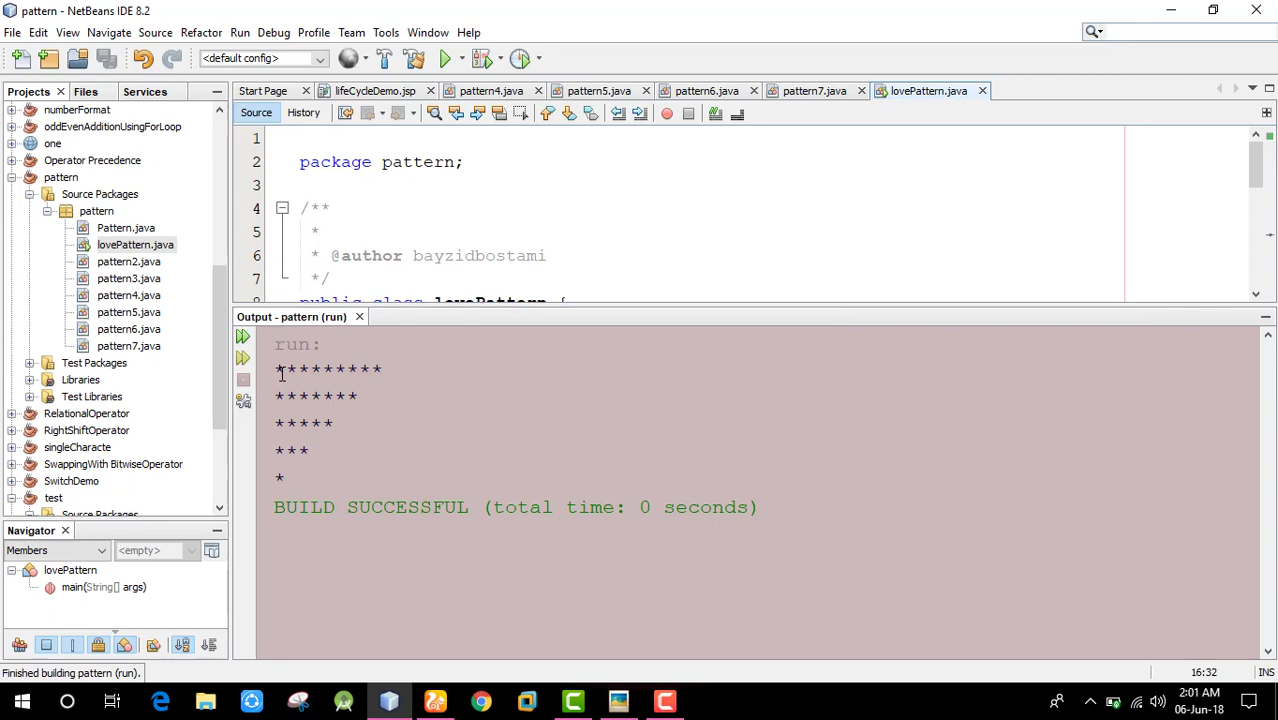 pattern - NetBeans IDE 8.2
File Edit View Navigate Source Refactor Run Debug Profile Team Tools Window Help
<default config>
Projects Files Services
Start Page lifeCycleDemo.jsp pattern4.java pattern5.java pattern6.java pattern7.java lovePattern.java
Source History
numberFormat
oddEvenAdditionUsingForLoop
one
Operator Precedence
pattern
Source Packages
pattern
Pattern.java
lovePattern.java
pattern2.java
pattern3.java
pattern4.java
pattern5.java
pattern6.java
pattern7.java
Test Packages
Libraries
Test Libraries
RelationalOperator
RightShiftOperator
singleCharacte
SwappingWith BitwiseOperator
SwitchDemo
test
Source Packages
1
2 package pattern;
3
4 /**
5 *
6 * @author bayzidbostami
7 */
8 public class lovePattern {
Output - pattern (run)
run:
*********
*******
*****
***
*
BUILD SUCCESSFUL (total time: 0 seconds)
Navigator
Members <empty>
lovePattern
main(String[] args)
Finished building pattern (run).
16:32 INS
2:01 AM
06-Jun-18